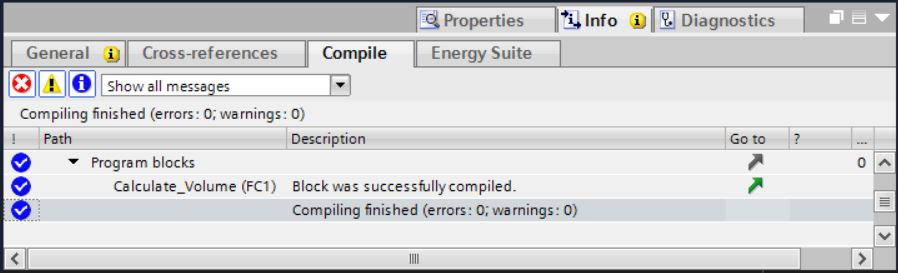 Properties Info Diagnostics
General Cross-references Compile Energy Suite
Show all messages
Compiling finished (errors: 0; warnings: 0)
! Path Description Go to ? ...
Program blocks 0
Calculate_Volume (FC1) Block was successfully compiled.
Compiling finished (errors: 0; warnings: 0)